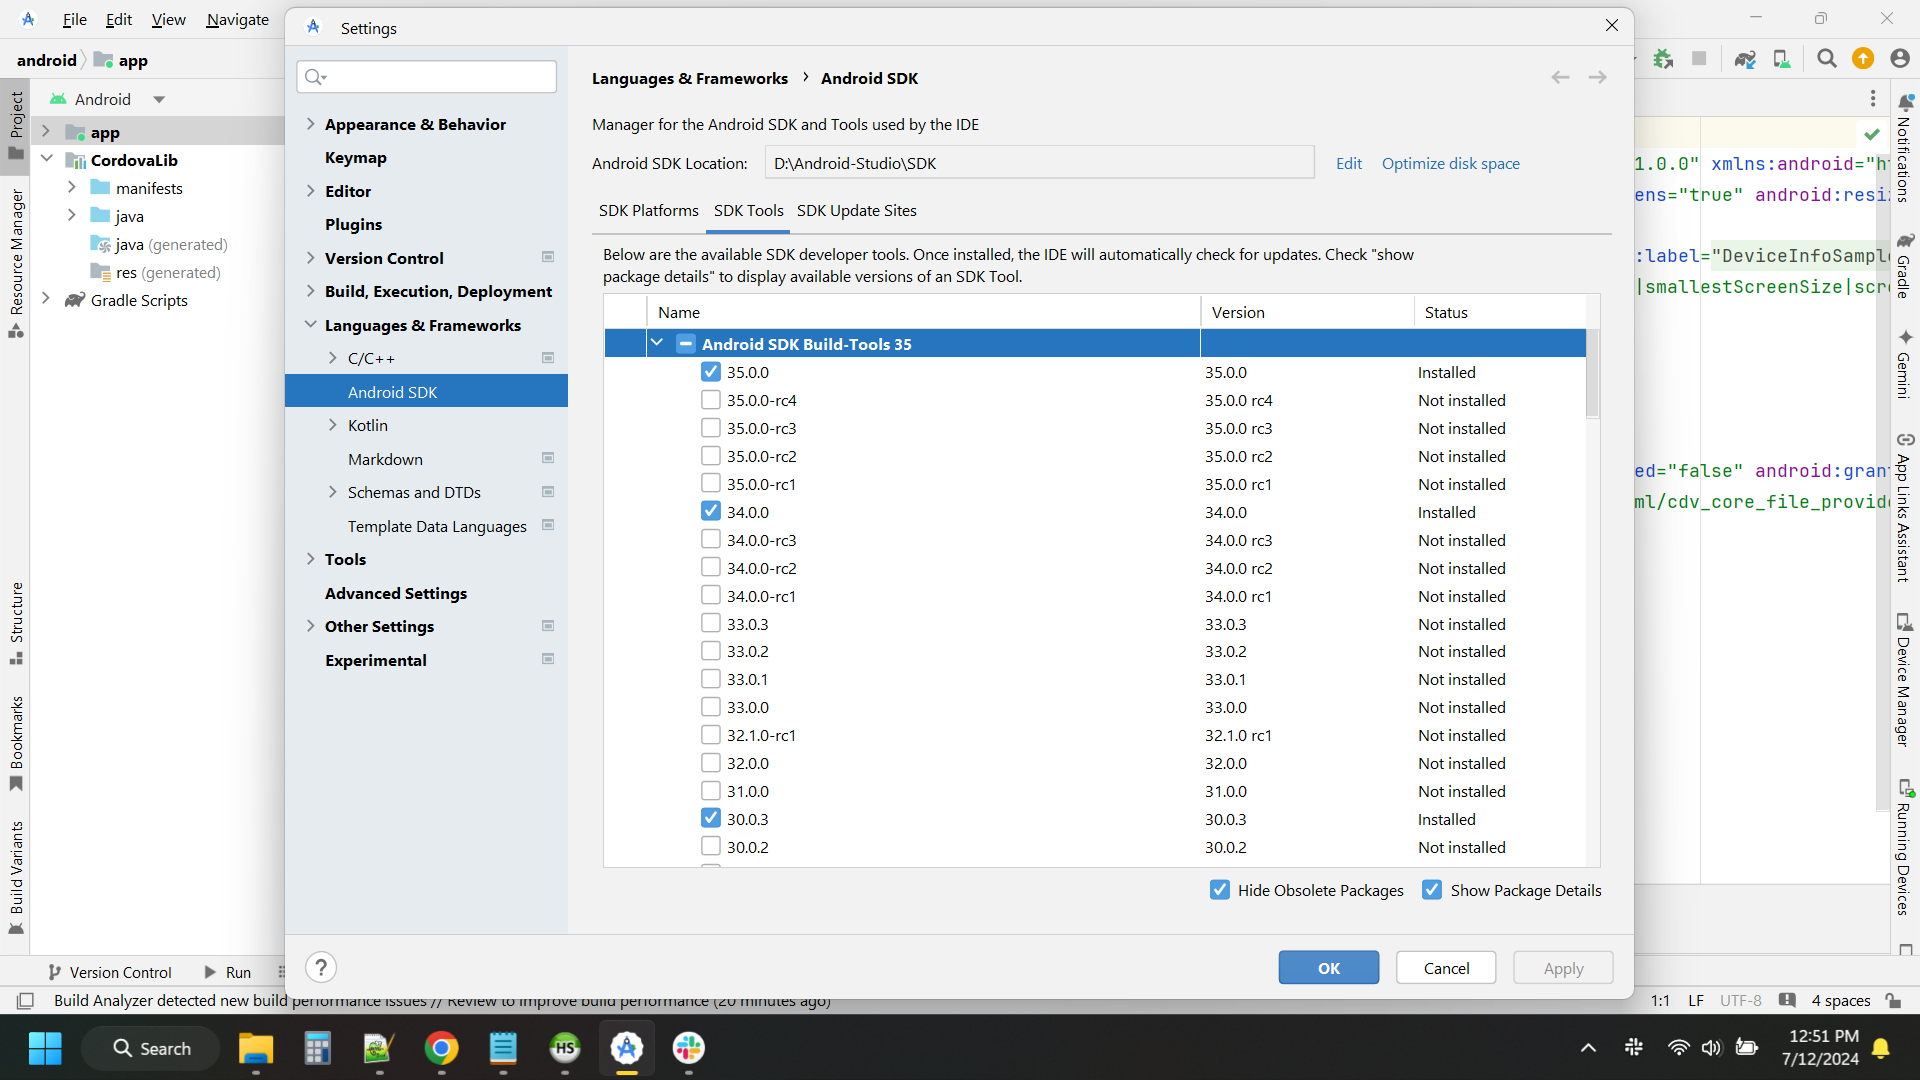 File Edit View Navigate
Settings
android app
Languages & Frameworks › Android SDK
Android
Manager for the Android SDK and Tools used by the IDE
Android SDK Location: D:\Android-Studio\SDK Edit Optimize disk space
SDK Platforms SDK Tools SDK Update Sites
Below are the available SDK developer tools. Once installed, the IDE will automatically check for updates. Check "show
package details" to display available versions of an SDK Tool.
Name Version Status
Android SDK Build-Tools 35
35.0.0 35.0.0 Installed
35.0.0-rc4 35.0.0 rc4 Not installed
35.0.0-rc3 35.0.0 rc3 Not installed
35.0.0-rc2 35.0.0 rc2 Not installed
35.0.0-rc1 35.0.0 rc1 Not installed
34.0.0 34.0.0 Installed
34.0.0-rc3 34.0.0 rc3 Not installed
34.0.0-rc2 34.0.0 rc2 Not installed
34.0.0-rc1 34.0.0 rc1 Not installed
33.0.3 33.0.3 Not installed
33.0.2 33.0.2 Not installed
33.0.1 33.0.1 Not installed
33.0.0 33.0.0 Not installed
32.1.0-rc1 32.1.0 rc1 Not installed
32.0.0 32.0.0 Not installed
31.0.0 31.0.0 Not installed
30.0.3 30.0.3 Installed
30.0.2 30.0.2 Not installed
Hide Obsolete Packages Show Package Details
? OK Cancel Apply
Appearance & Behavior
Keymap
Editor
Plugins
Version Control
Build, Execution, Deployment
Languages & Frameworks
C/C++
Android SDK
Kotlin
Markdown
Schemas and DTDs
Template Data Languages
Tools
Advanced Settings
Other Settings
Experimental
app
CordovaLib
manifests
java
java (generated)
res (generated)
Gradle Scripts
Project
Resource Manager
Structure
Bookmarks
Build Variants
1.0.0" xmlns:android="h
ens="true" android:resi
:label="DeviceInfoSampl
|smallestScreenSize|scre
ed="false" android:gran
ml/cdv_core_file_provid
Notifications
Gradle
Gemini
App Links Assistant
Device Manager
Running Devices
Version Control Run
Build Analyzer detected new build performance issues // Review to improve build performance (20 minutes ago)
1:1 LF UTF-8 4 spaces
Search
HS
12:51 PM
7/12/2024